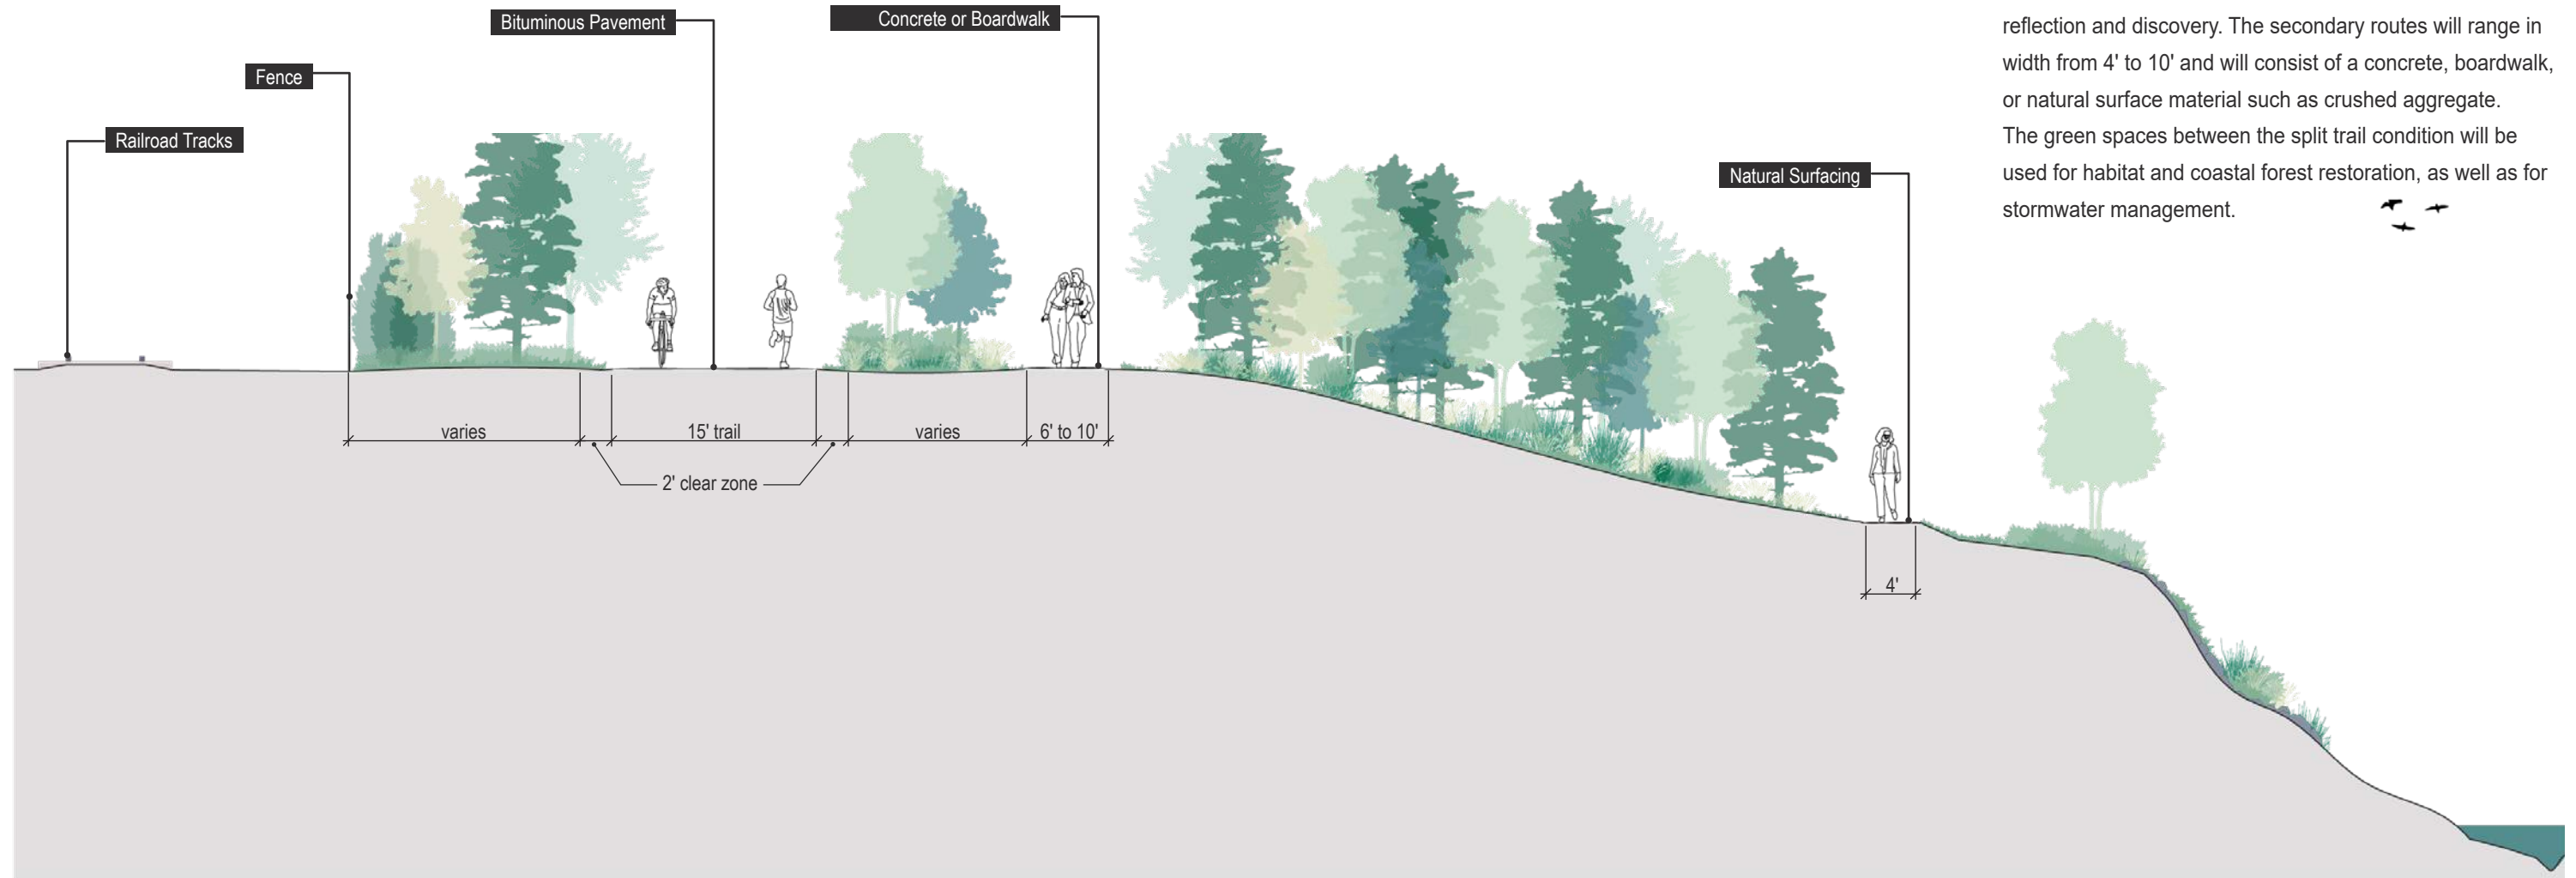 Bituminous Pavement
Concrete or Boardwalk
Fence
Railroad Tracks
Natural Surfacing
reflection and discovery. The secondary routes will range in
width from 4' to 10' and will consist of a concrete, boardwalk,
or natural surface material such as crushed aggregate.
The green spaces between the split trail condition will be
used for habitat and coastal forest restoration, as well as for
stormwater management.
varies
15' trail
varies
6' to 10'
2' clear zone
4'